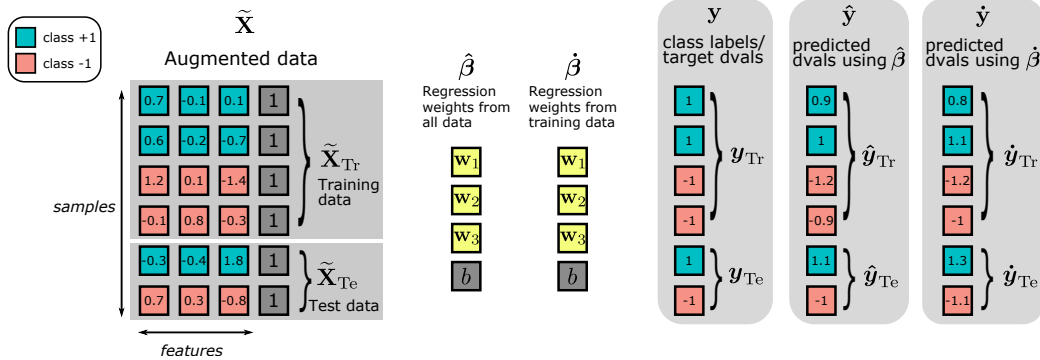 class +1
class -1
X̃
Augmented data
0.7 -0.1 0.1 1
0.6 -0.2 -0.7 1
1.2 0.1 -1.4 1
-0.1 0.8 -0.3 1
-0.3 -0.4 1.8 1
0.7 0.3 -0.8 1
X̃Tr
Training
data
X̃Te
Test data
samples
features
β̂
Regression
weights from
all data
w1
w2
w3
b
β̇
Regression
weights from
training data
w1
w2
w3
b
y
class labels/
target dvals
1
1
-1
-1
1
-1
yTr
yTe
ŷ
predicted
dvals using β̂
0.9
1
-1.2
-0.9
1.1
-1
ŷTr
ŷTe
ẏ
predicted
dvals using β̇
0.8
1.1
-1.2
-1
1.3
-1.1
ẏTr
ẏTe